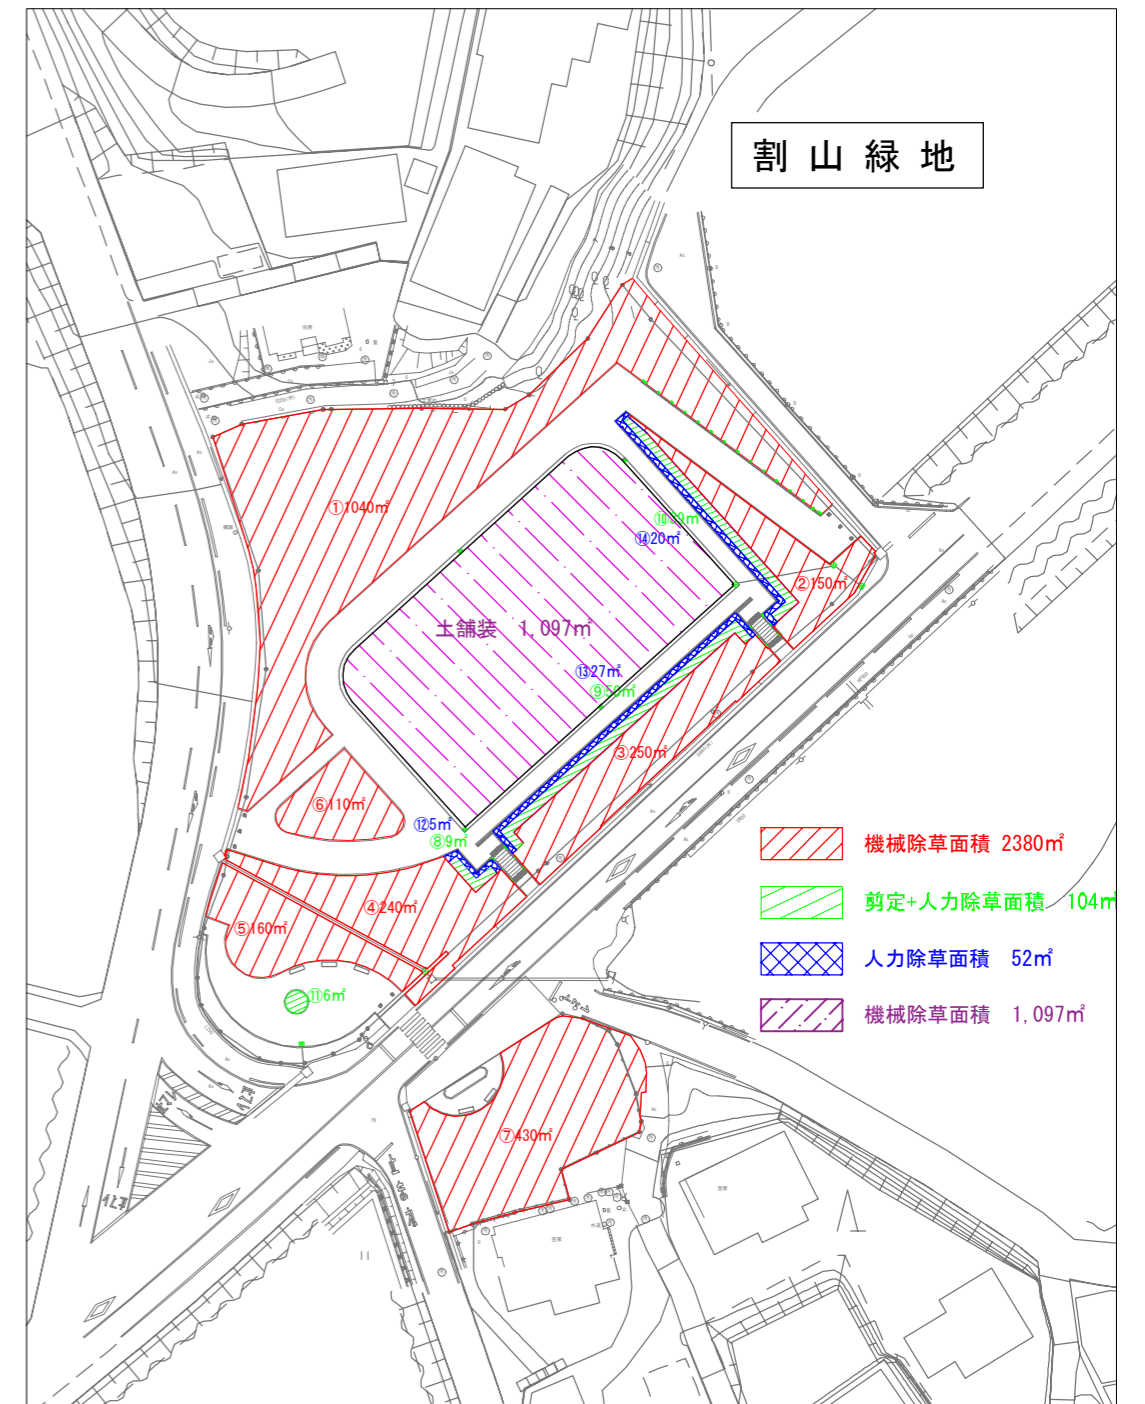 割山緑地
①1040㎡
⑩39㎡
⑭20㎡
②150㎡
土舗装　1,097㎡
⑬27㎡
③250㎡
⑥110㎡
⑫5㎡
⑧9㎡
④240㎡
⑤160㎡
⑪6㎡
⑦430㎡
機械除草面積 2380㎡
剪定+人力除草面積　104㎡
人力除草面積　52㎡
機械除草面積　1,097㎡